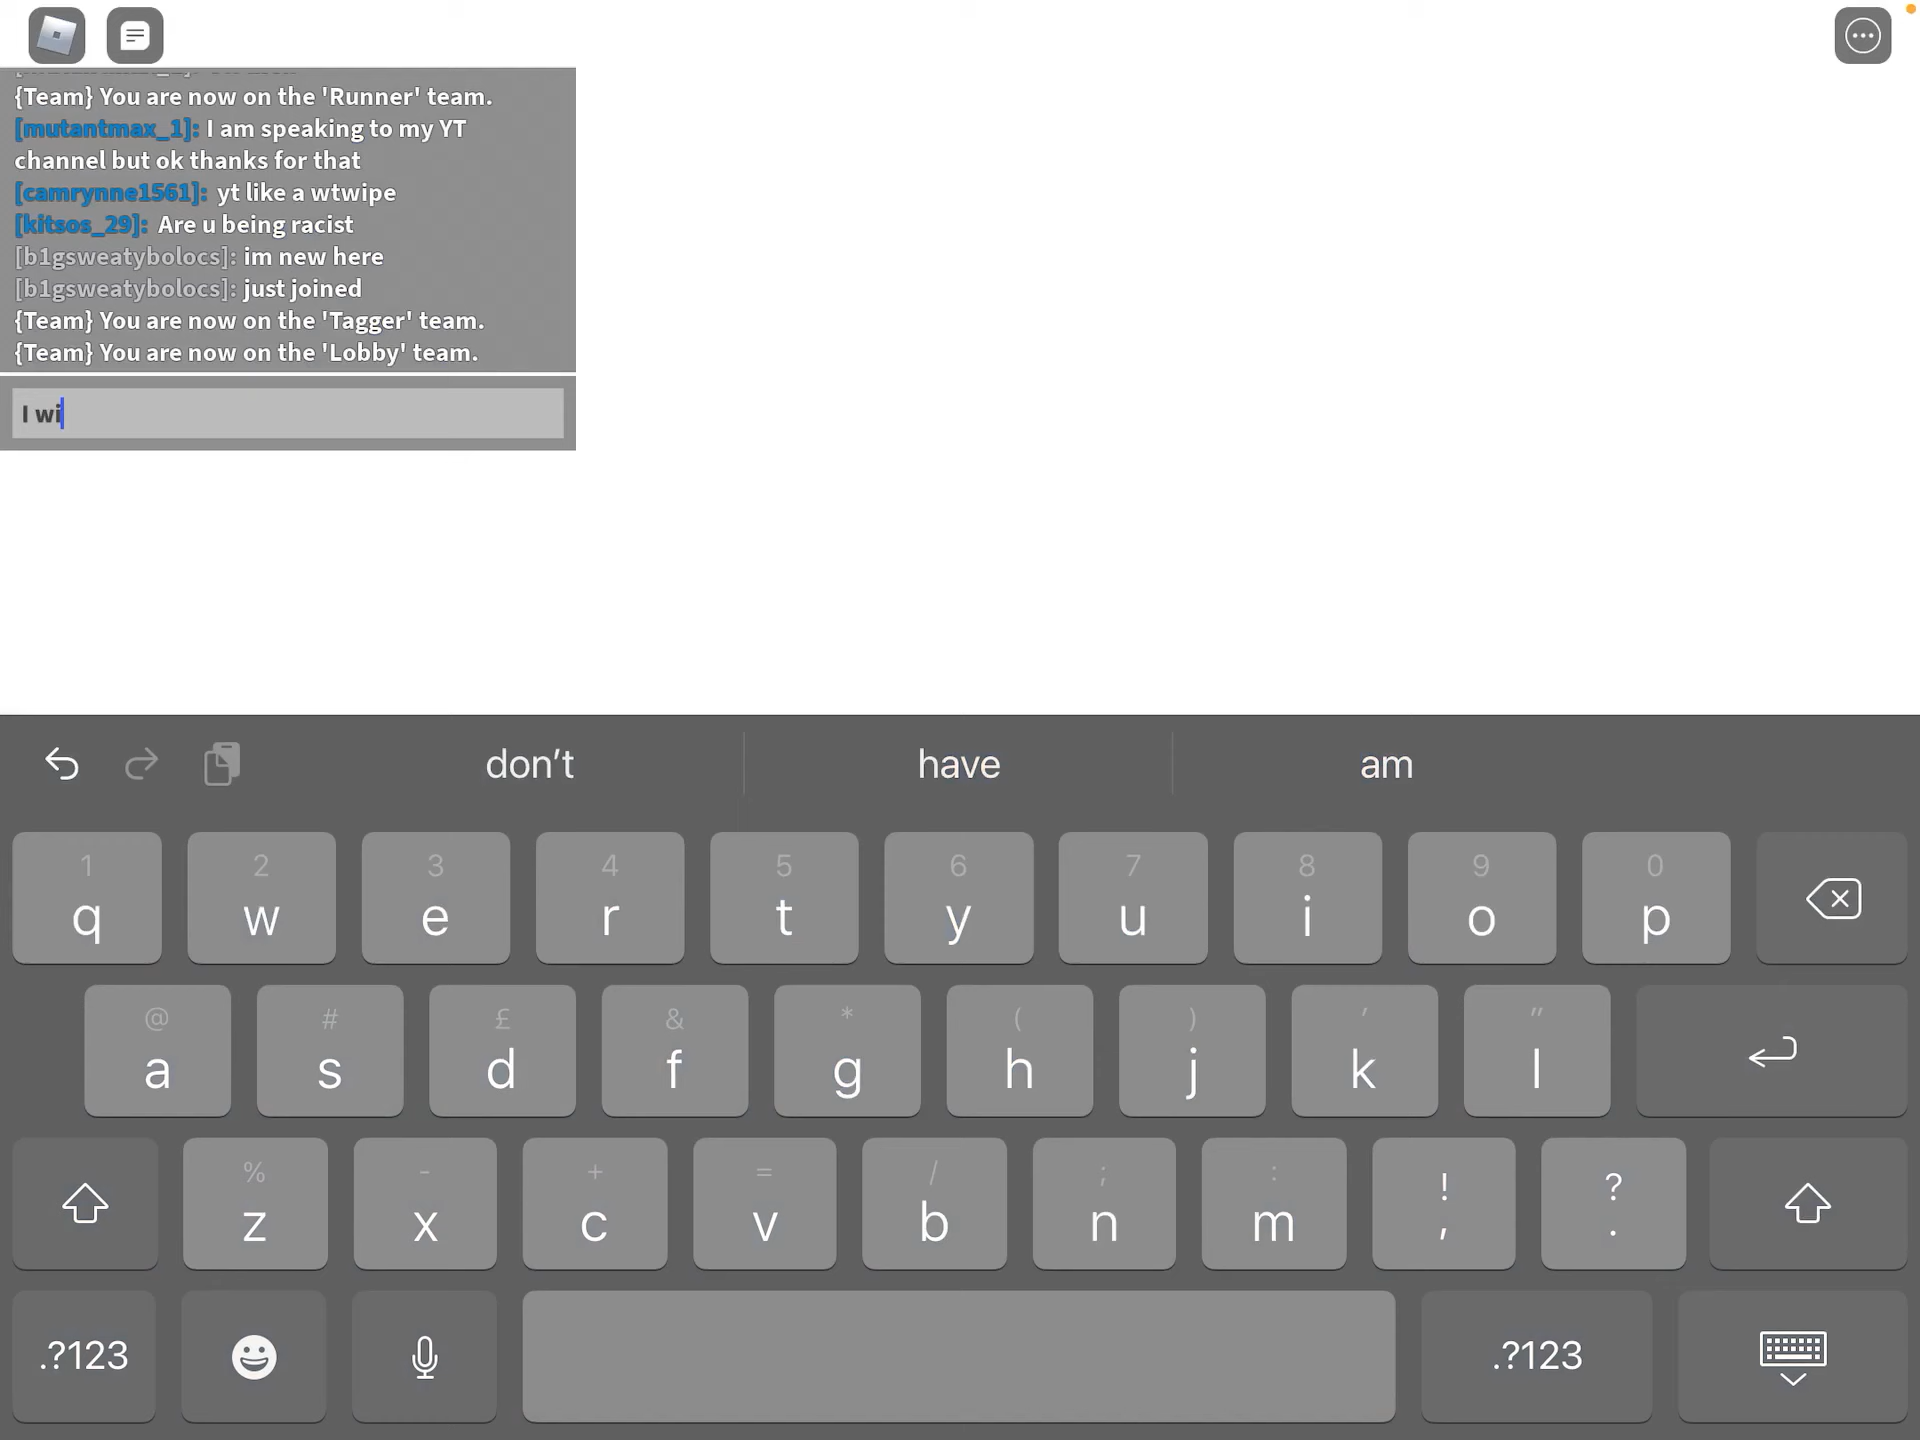 {Team} You are now on the 'Runner' team.
[mutantmax_1]: I am speaking to my YT
channel but ok thanks for that
[camrynne1561]: yt like a wtwipe
[kitsos_29]: Are u being racist
[b1gsweatybolocs]: im new here
[b1gsweatybolocs]: just joined
{Team} You are now on the 'Tagger' team.
{Team} You are now on the 'Lobby' team.
I wi
don’t have am
1 2 3 4 5 6 7 8 9 0
q w e r t y u i o p
@ # £ & * ( ) ' "
a s d f g h j k l
% - + = / ; : ! ?
z x c v b n m , .
.?123 .?123